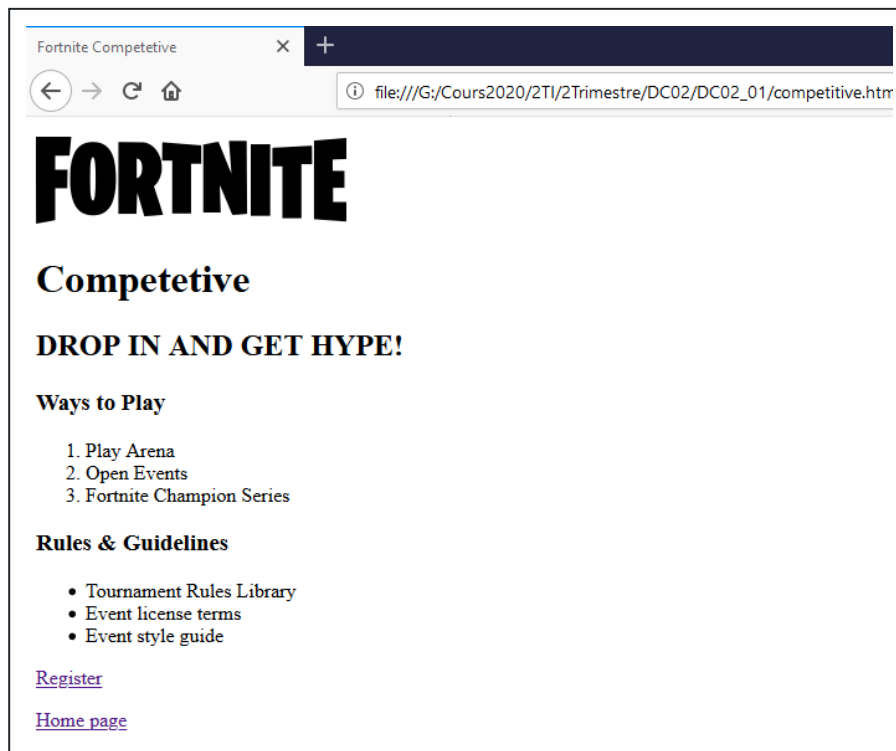 Fortnite Competetive
file:///G:/Cours2020/2TI/2Trimestre/DC02/DC02_01/competitive.htm
FORTNITE
Competetive
DROP IN AND GET HYPE!
Ways to Play
1. Play Arena
2. Open Events
3. Fortnite Champion Series
Rules & Guidelines
• Tournament Rules Library
• Event license terms
• Event style guide
Register
Home page